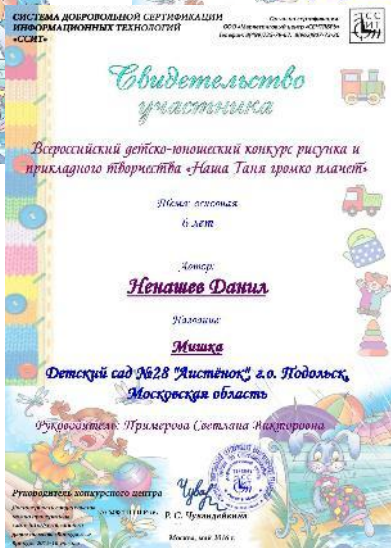 СИСТЕМА ДОБРОВОЛЬНОЙ СЕРТИФИКАЦИИ
ИНФОРМАЦИОННЫХ ТЕХНОЛОГИЙ
«ССИТ»
Свидетельство
участника
Всероссийский детско-юношеский конкурс рисунка и
прикладного творчества «Наша Таня громко плачет»
Тема: основная
6 лет
Автор:
Ненашев Данил
Название:
Мишка
Детский сад №28 "Аистёнок", г.о. Подольск,
Московская область
Руководитель: Примерова Светлана Викторовна
Руководитель конкурсного центра
Р. С.
Москва, май 2016 г.